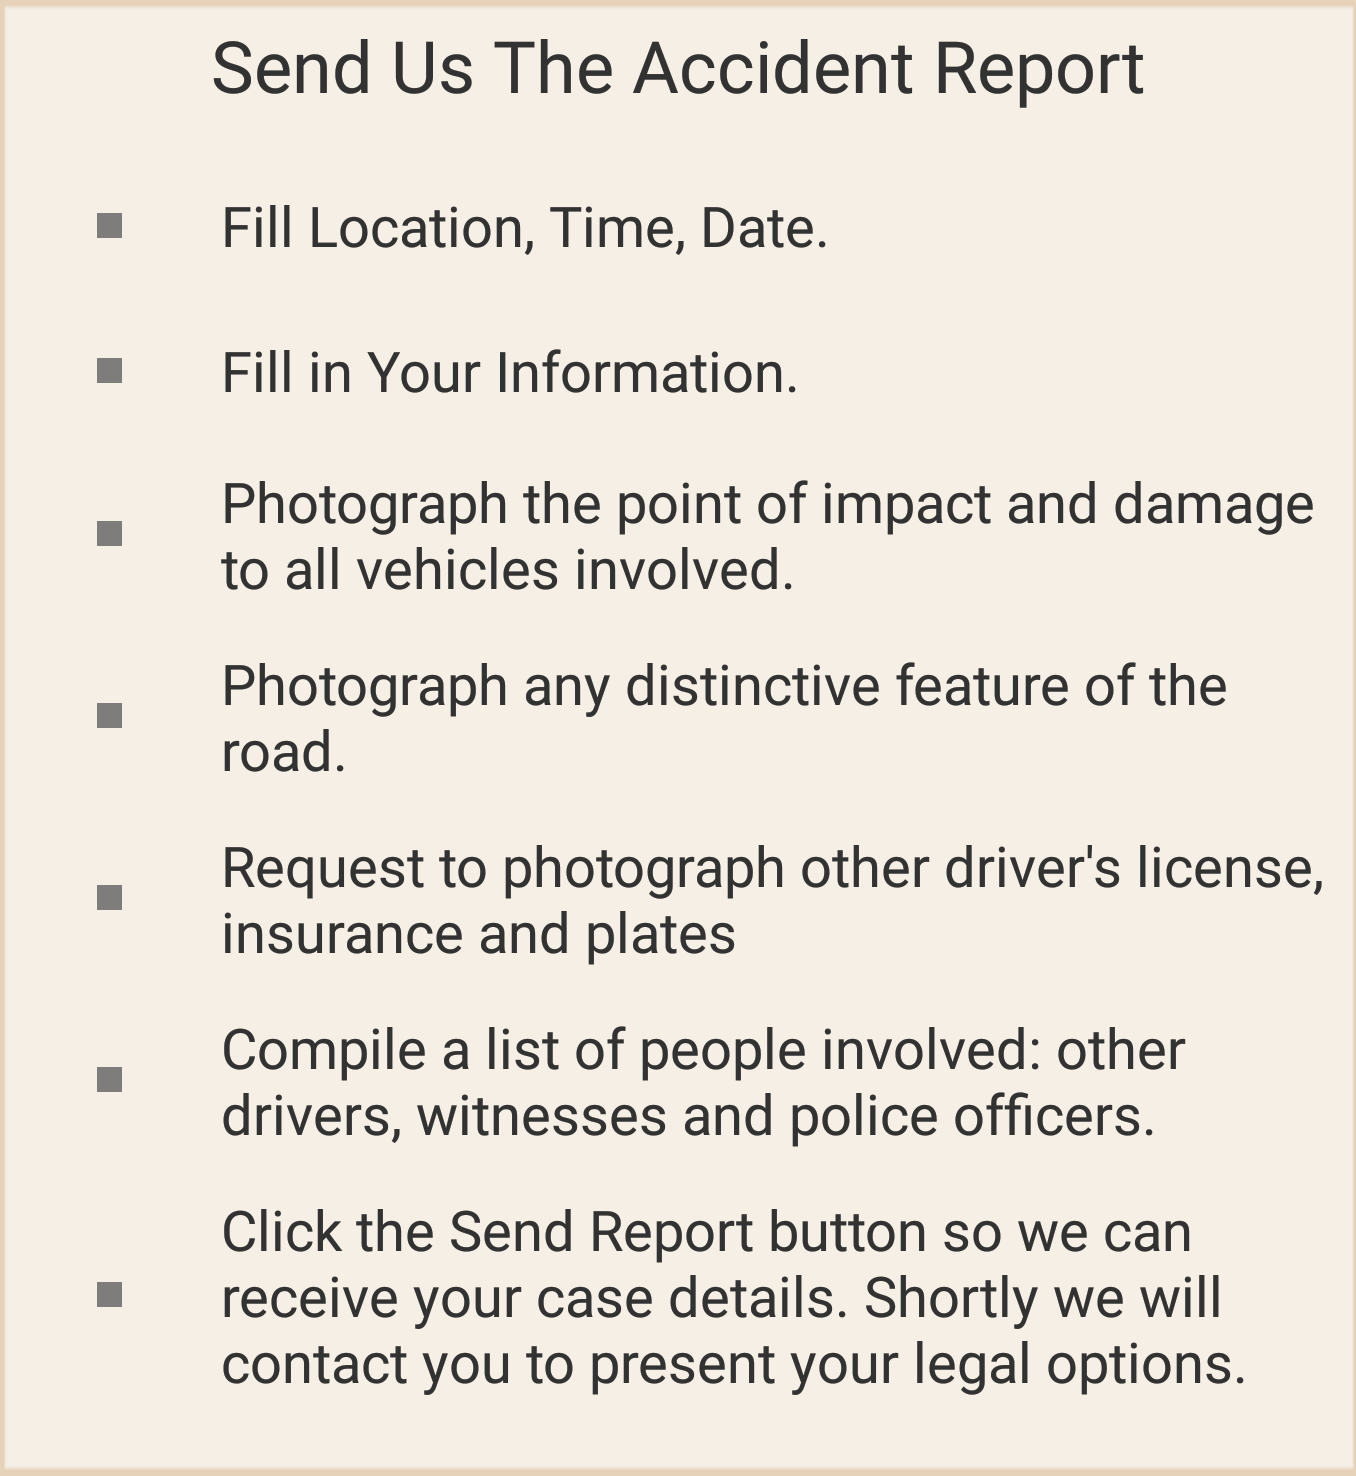 Send Us The Accident Report
Fill Location, Time, Date.
Fill in Your Information.
Photograph the point of impact and damage
to all vehicles involved.
Photograph any distinctive feature of the
road.
Request to photograph other driver's license,
insurance and plates
Compile a list of people involved: other
drivers, witnesses and police officers.
Click the Send Report button so we can
receive your case details. Shortly we will
contact you to present your legal options.